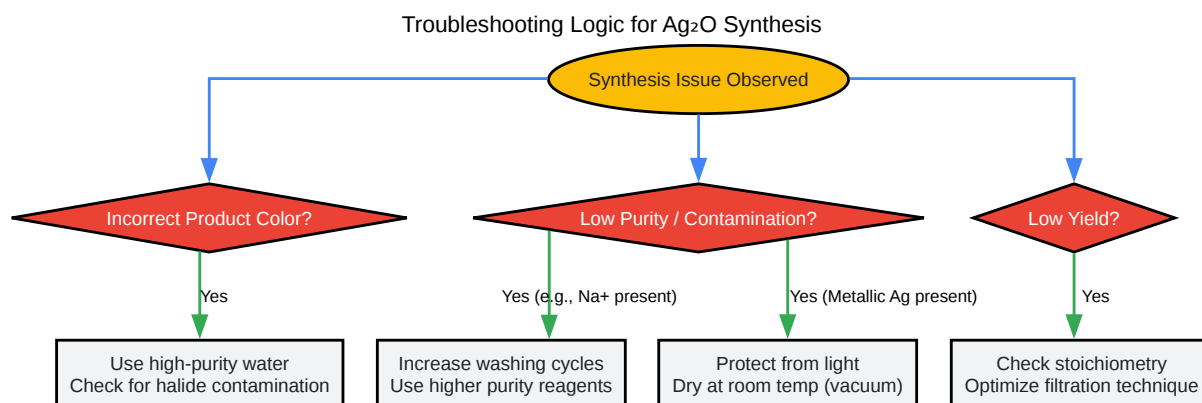 Troubleshooting Logic for Ag₂O Synthesis
Synthesis Issue Observed
Incorrect Product Color?
Low Purity / Contamination?
Low Yield?
Yes
Yes (e.g., Na+ present)
Yes (Metallic Ag present)
Yes
Use high-purity water
Check for halide contamination
Increase washing cycles
Use higher purity reagents
Protect from light
Dry at room temp (vacuum)
Check stoichiometry
Optimize filtration technique